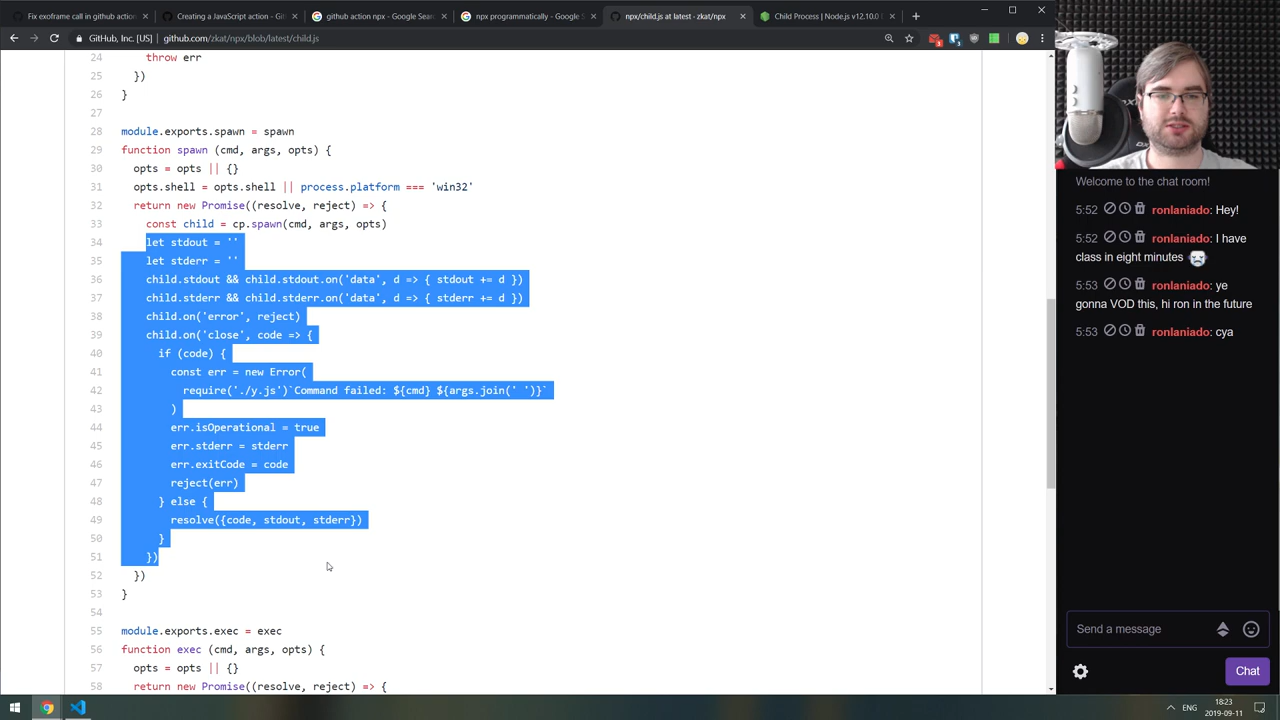 Fix exoframe call in github action
Creating a JavaScript action - Gi
github action npx - Google Sear
npx programmatically - Google S
npx/child.js at latest · zkat/npx
Child Process | Node.js v12.10.0
GitHub, Inc. [US]
github.com/zkat/npx/blob/latest/child.js
24 throw err
25 })
26 }
27
28 module.exports.spawn = spawn
29 function spawn (cmd, args, opts) {
30 opts = opts || {}
31 opts.shell = opts.shell || process.platform === 'win32'
32 return new Promise((resolve, reject) => {
33 const child = cp.spawn(cmd, args, opts)
34 let stdout = ''
35 let stderr = ''
36 child.stdout && child.stdout.on('data', d => { stdout += d })
37 child.stderr && child.stderr.on('data', d => { stderr += d })
38 child.on('error', reject)
39 child.on('close', code => {
40 if (code) {
41 const err = new Error(
42 require('./y.js')`Command failed: ${cmd} ${args.join(' ')}`
43 )
44 err.isOperational = true
45 err.stderr = stderr
46 err.exitCode = code
47 reject(err)
48 } else {
49 resolve({code, stdout, stderr})
50 }
51 })
52 })
53 }
54
55 module.exports.exec = exec
56 function exec (cmd, args, opts) {
57 opts = opts || {}
58 return new Promise((resolve, reject) => {
Welcome to the chat room!
5:52 ronlaniado: Hey!
5:52 ronlaniado: I have
class in eight minutes
5:53 ronlaniado: ye
gonna VOD this, hi ron in the future
5:53 ronlaniado: cya
Send a message
Chat
ENG
18:23
2019-09-11